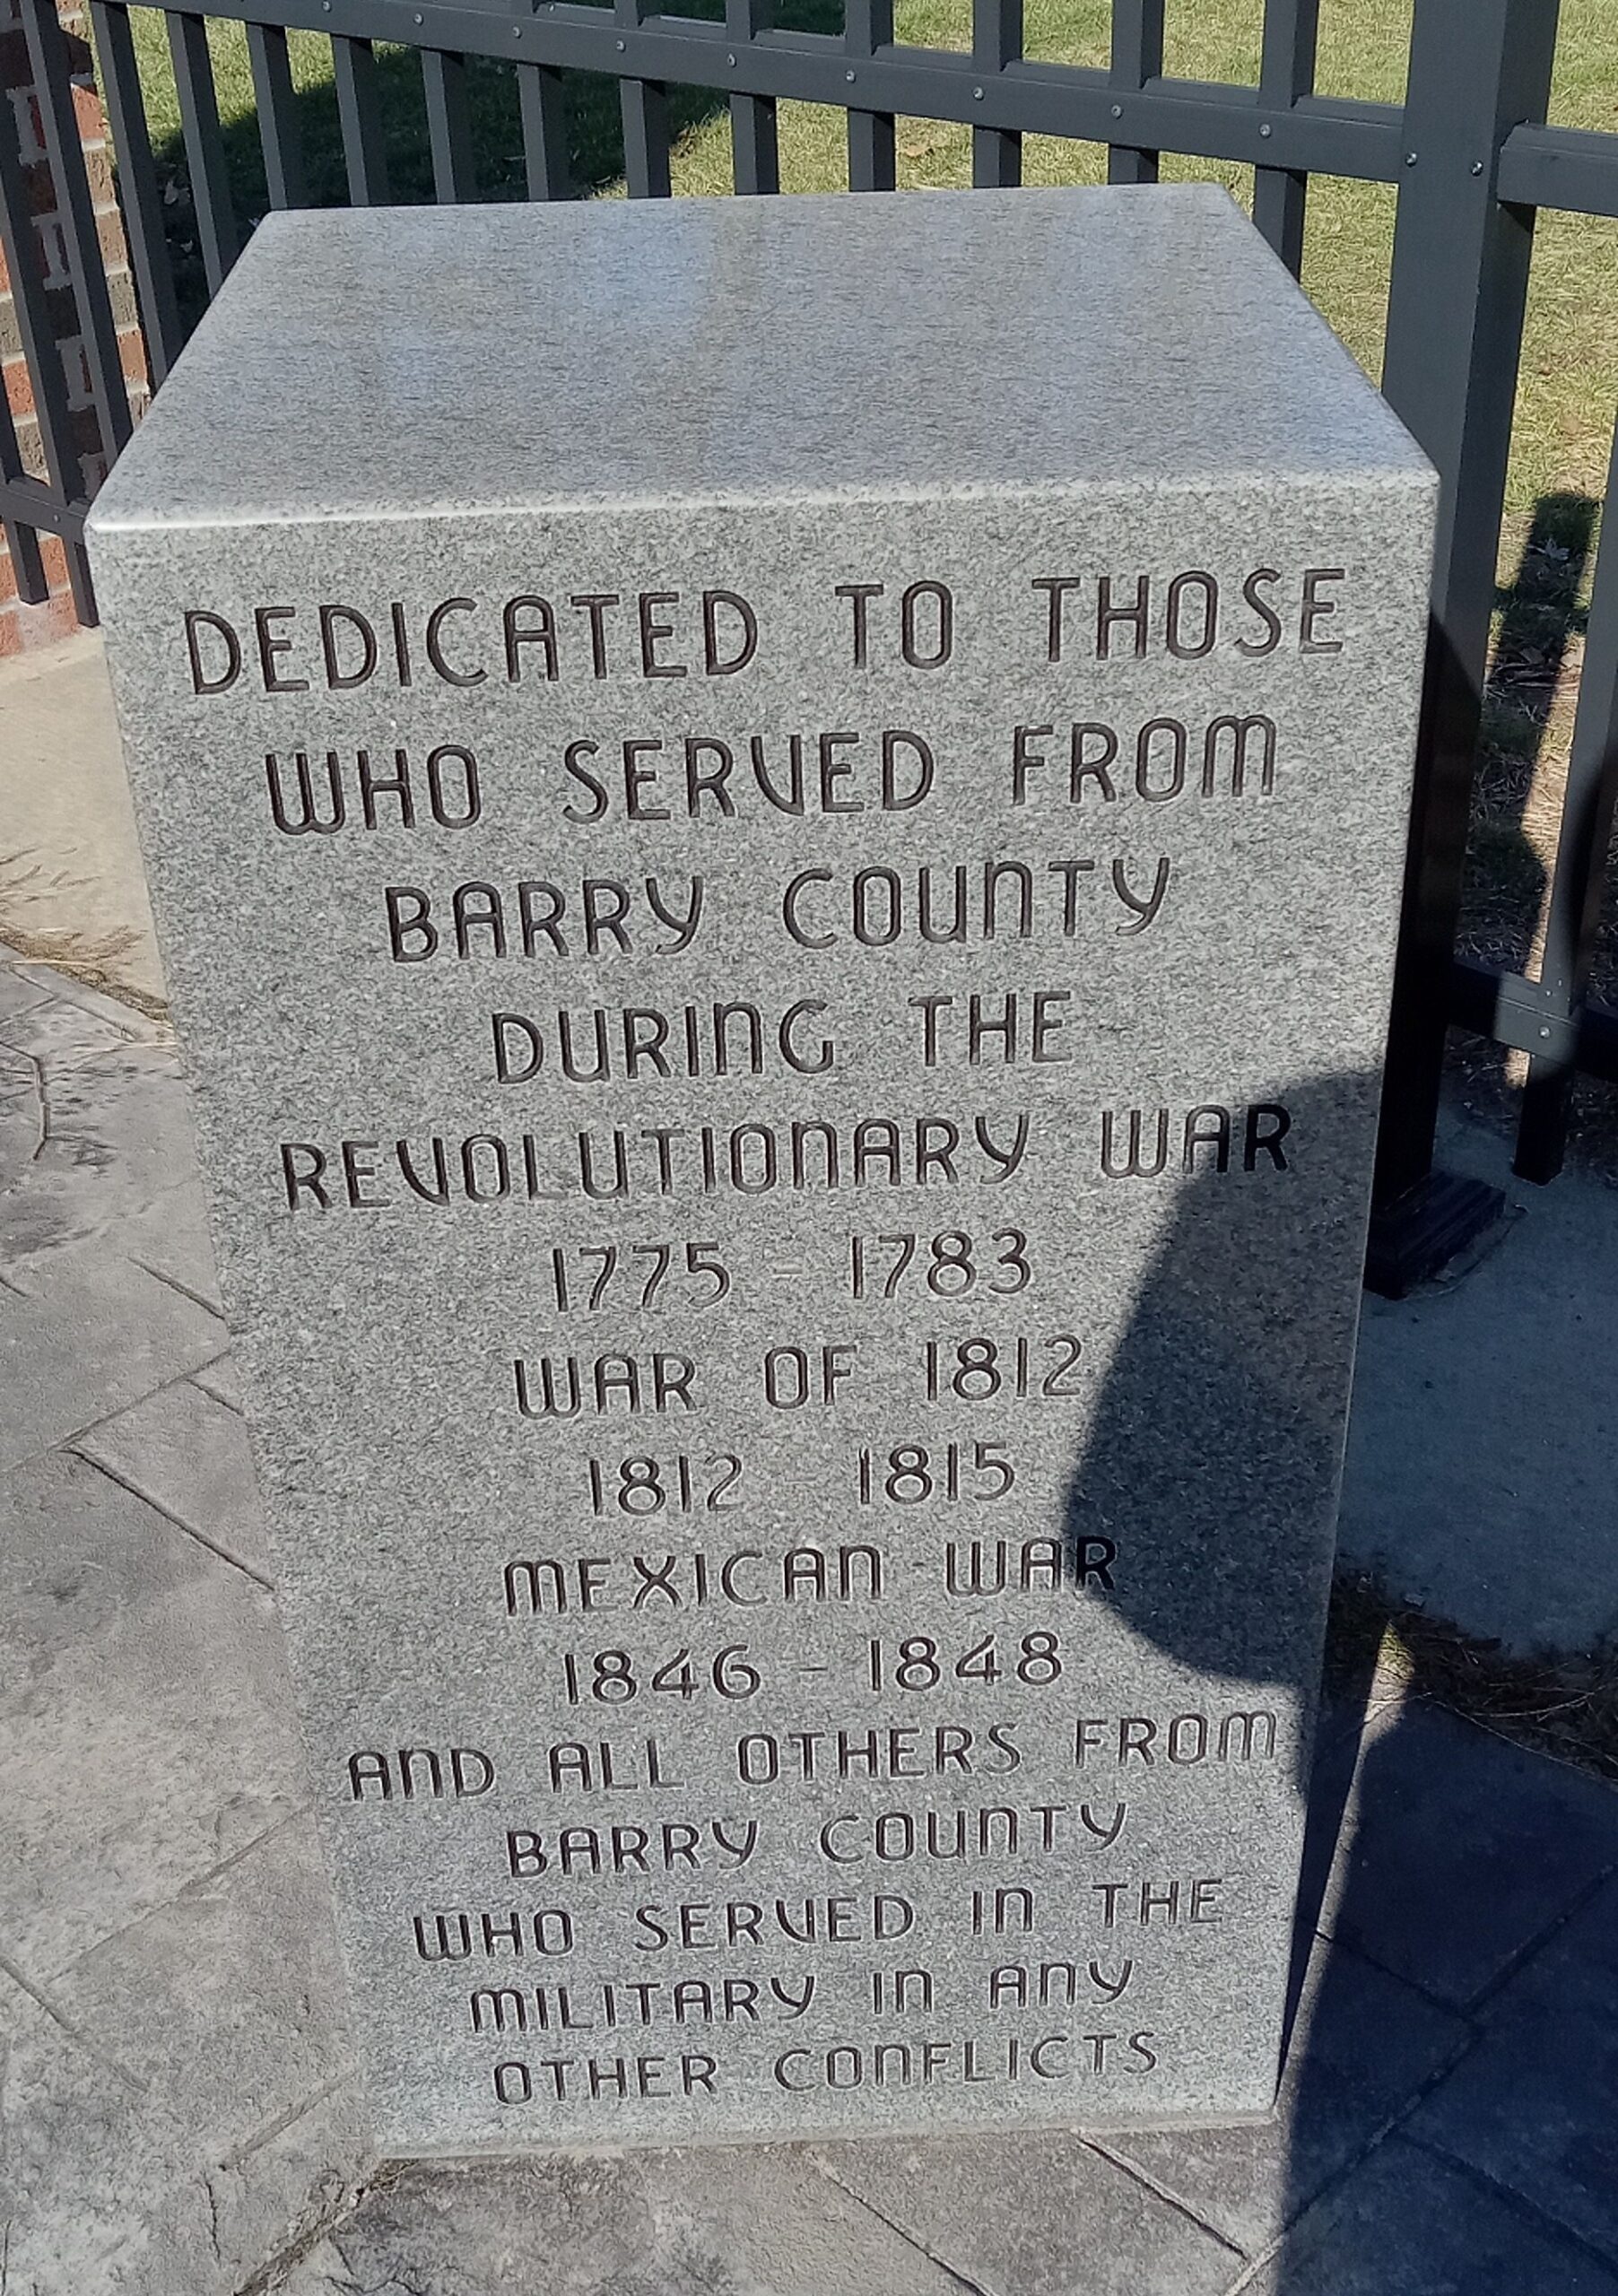 DEDICATED TO THOSE
WHO SERVED FROM
BARRY COUNTY
DURING THE
REVOLUTIONARY WAR
1775 - 1783
WAR OF 1812
1812 - 1815
MEXICAN WAR
1846 - 1848
AND ALL OTHERS FROM
BARRY COUNTY
WHO SERVED IN THE
MILITARY IN ANY
OTHER CONFLICTS